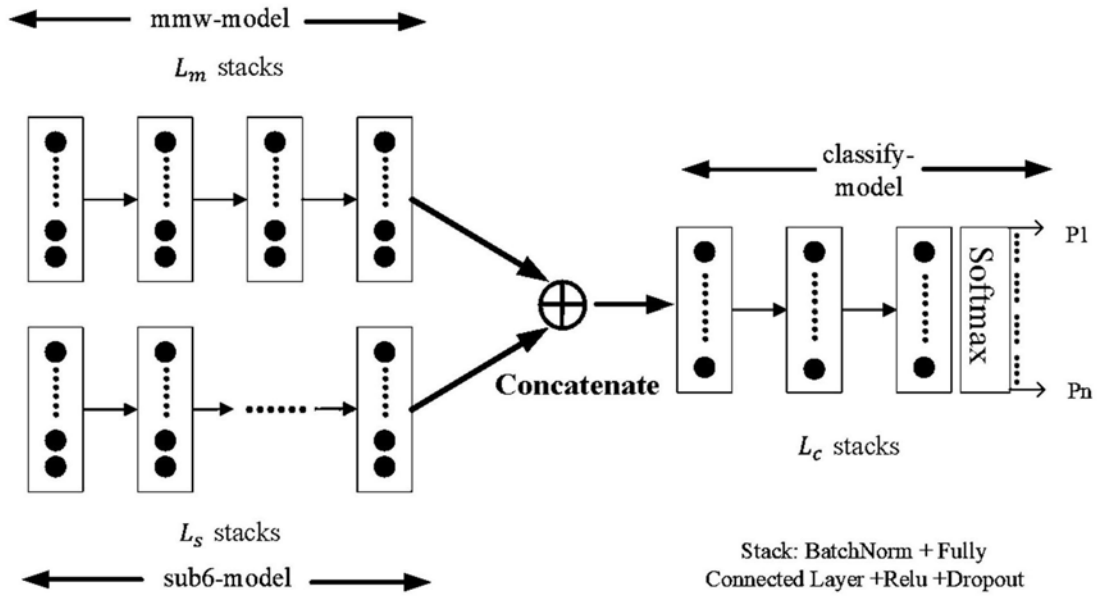 mmw-model
L_m stacks
classify-
model
P1
Softmax
Concatenate
Pn
L_c stacks
L_s stacks
sub6-model
Stack: BatchNorm + Fully
Connected Layer +Relu +Dropout